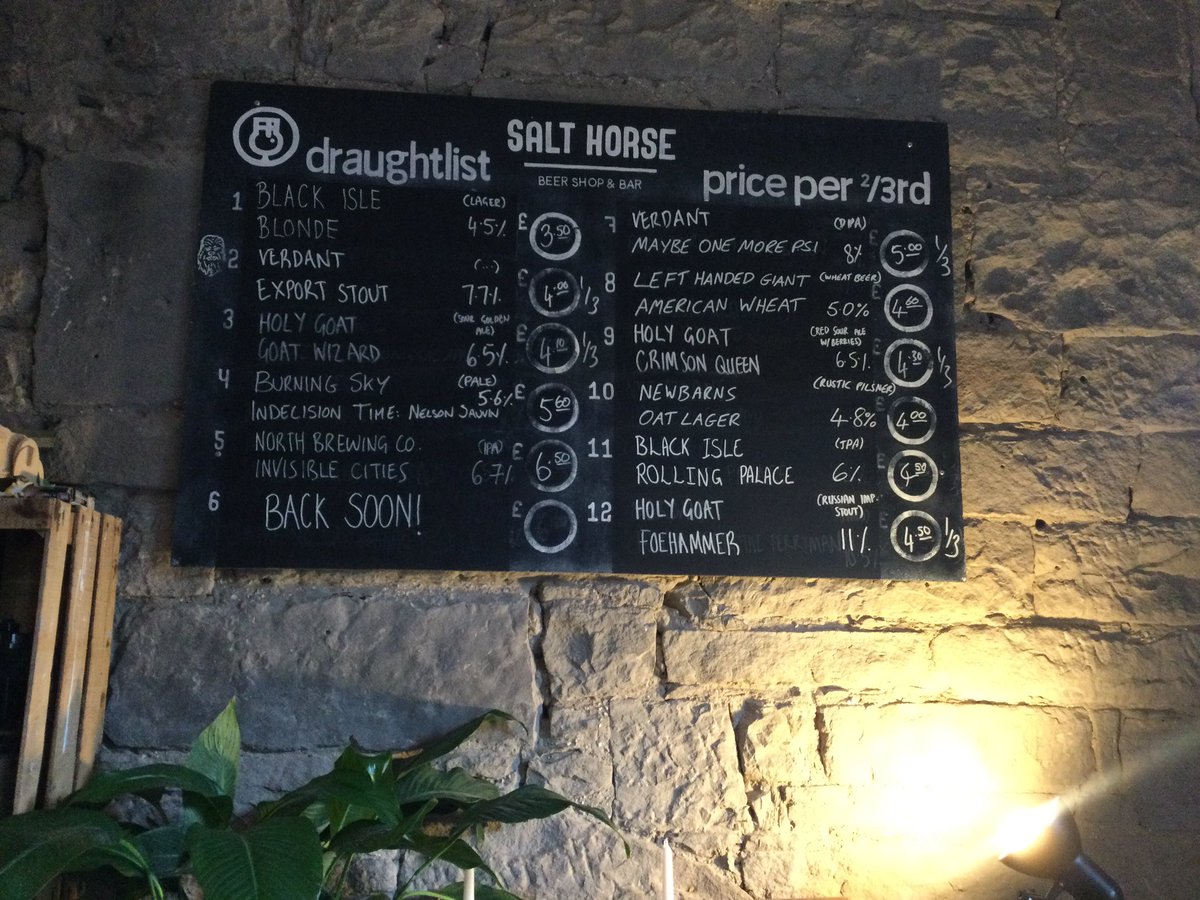 draughtlist
SALT HORSE
BEER SHOP & BAR
price per 2/3rd
1 BLACK ISLE (LAGER)
BLONDE 4.5% £ 3.50
2 VERDANT (...)
EXPORT STOUT 7.7% £ 4.00 1/3
3 HOLY GOAT (SOUR GOLDEN ALE)
GOAT WIZARD 6.5% £ 4.10 1/3
4 BURNING SKY (PALE) 5.6%
INDECISION TIME: NELSON SAUVIN £ 5.60
5 NORTH BREWING CO. (IPA)
INVISIBLE CITIES 6.7% £ 6.50
6 BACK SOON! £
7 VERDANT (DIPA)
MAYBE ONE MORE PSI 8% £ 5.00 1/3
8 LEFT HANDED GIANT (WHEAT BEER)
AMERICAN WHEAT 5.0% £ 4.60
9 HOLY GOAT (RED SOUR ALE W/BERRIES)
CRIMSON QUEEN 6.5% £ 4.30 1/3
10 NEWBARNS (RUSTIC PILSNER)
OAT LAGER 4.8% £ 4.00
11 BLACK ISLE (IPA)
ROLLING PALACE 6% £
12 HOLY GOAT (RUSSIAN IMP. STOUT)
FOEHAMMER 11% £ 4.50 1/3